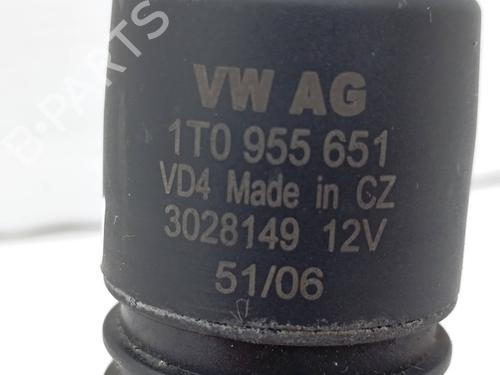 B·PARTS
VW AG
1T0 955 651
VD4 Made in CZ
3028149 12V
51/06